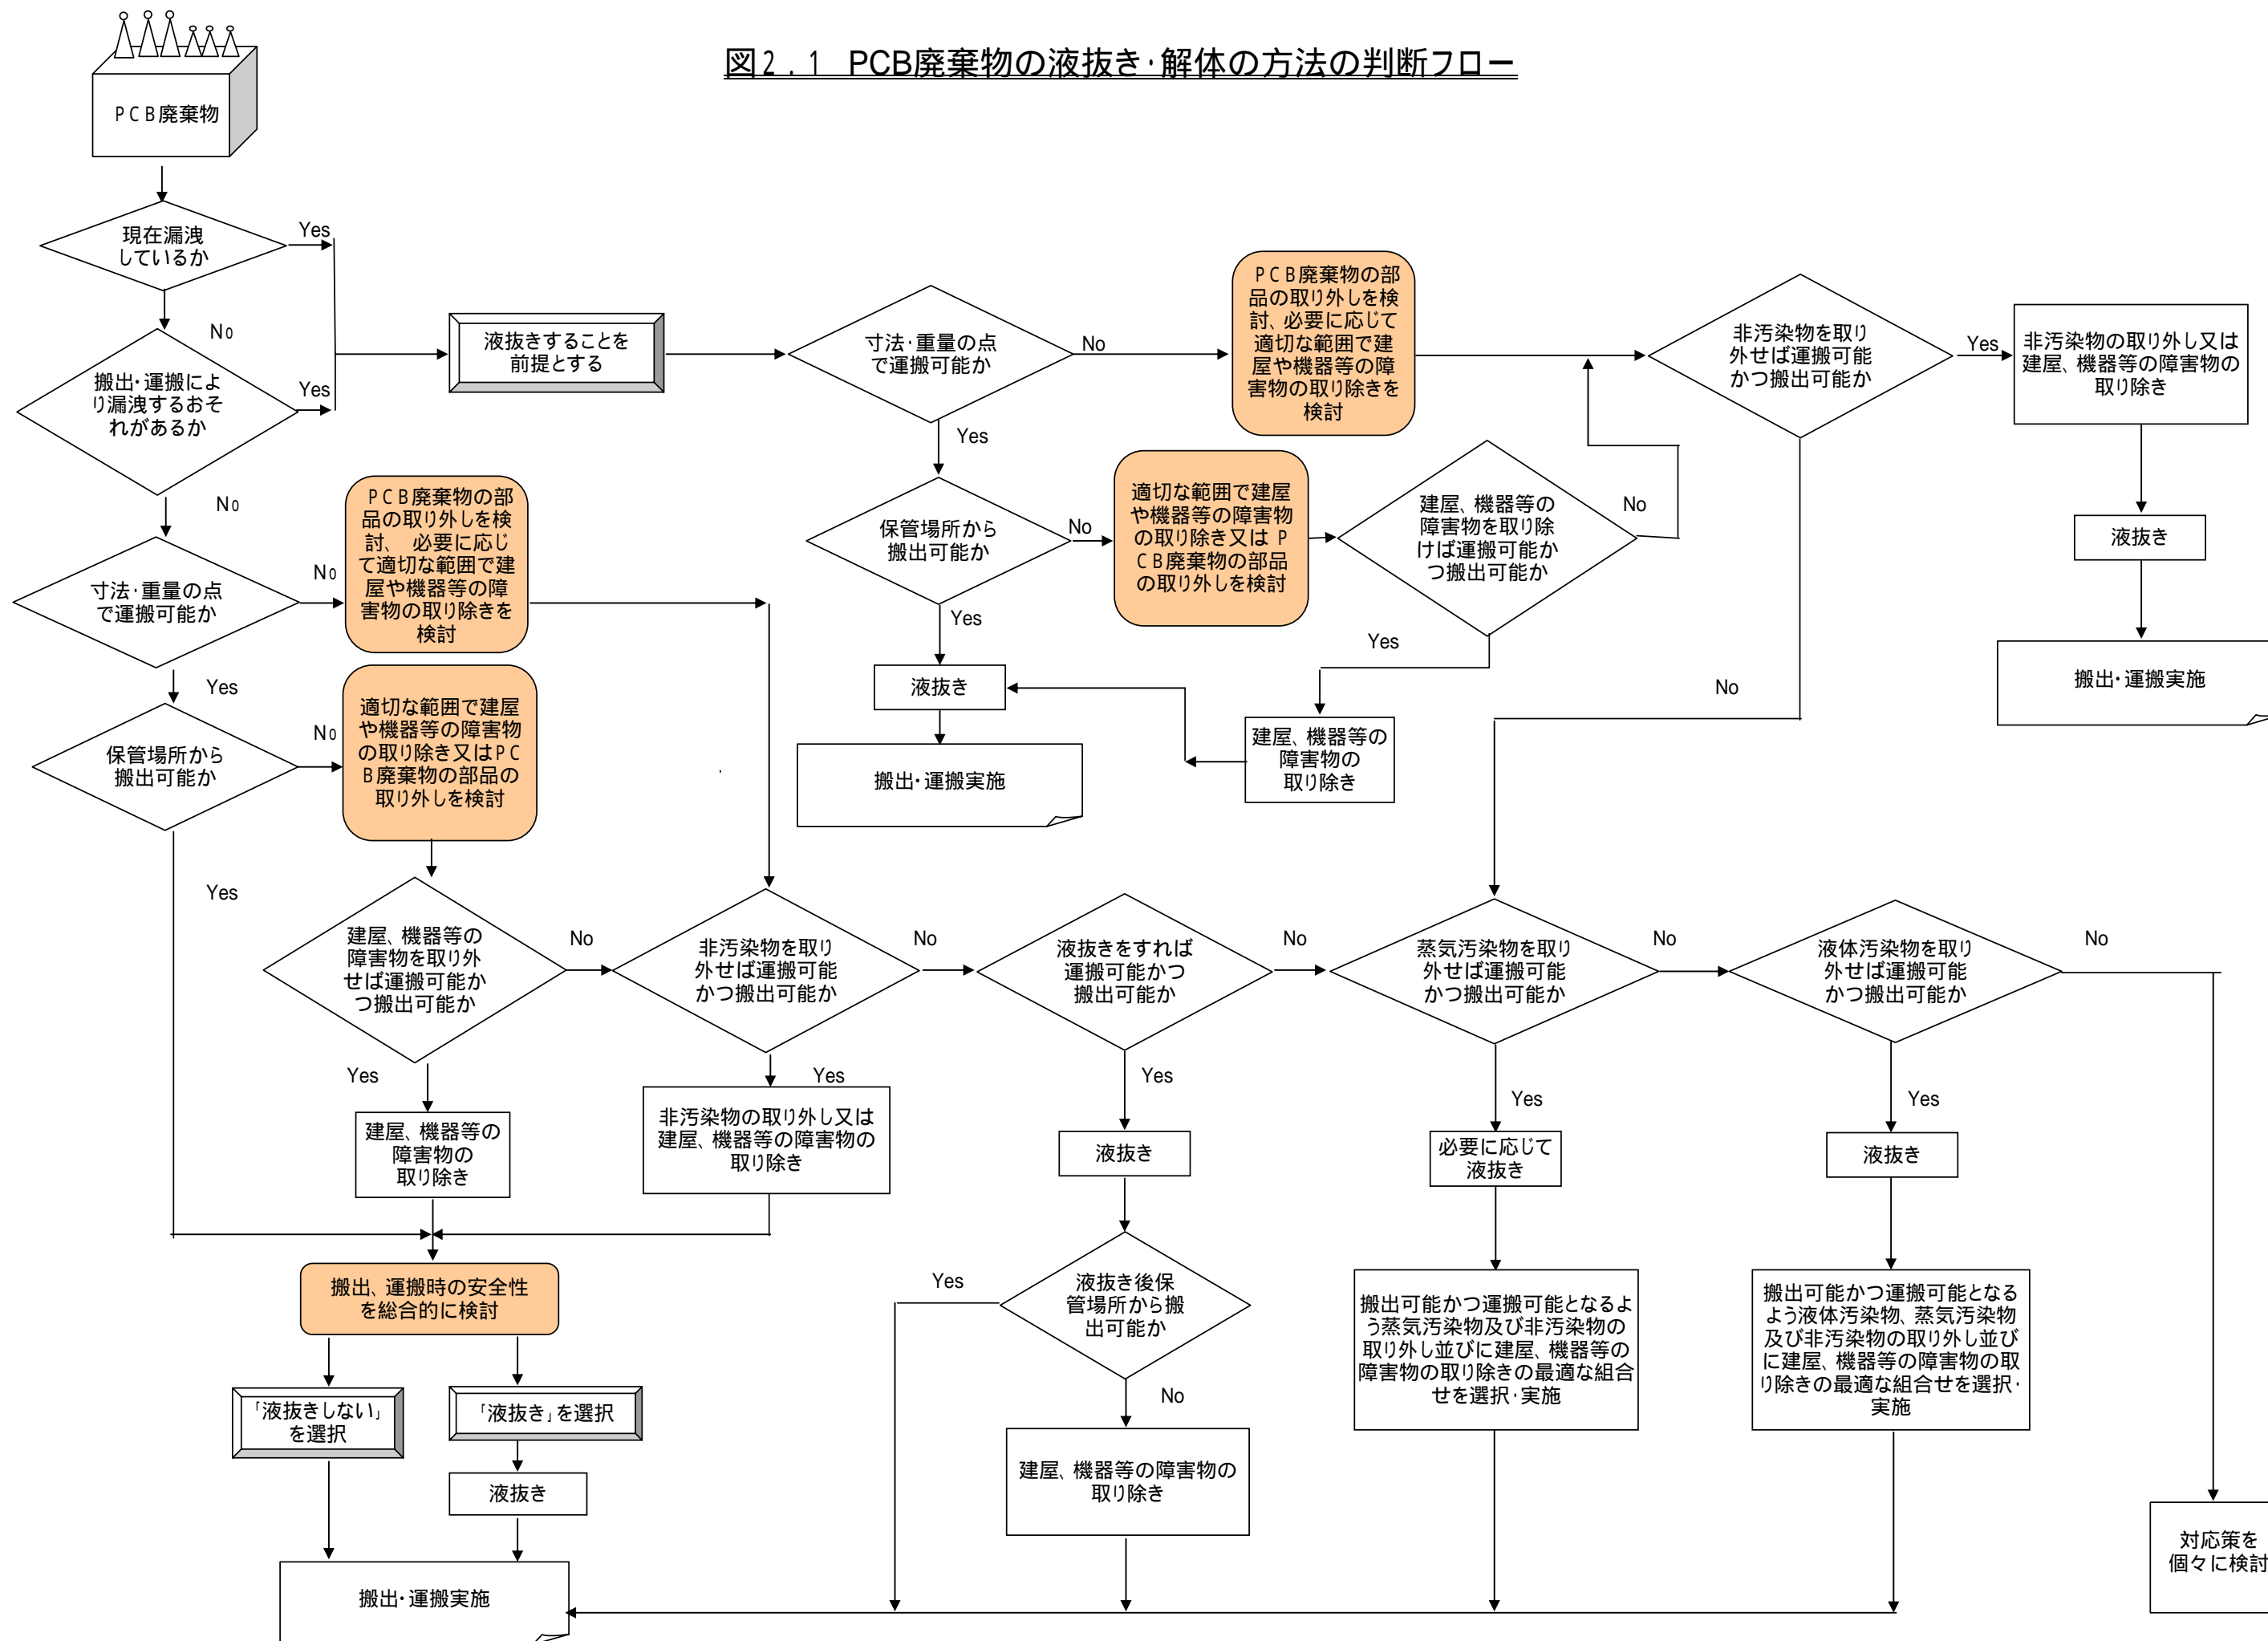 図２．１　PCB廃棄物の液抜き・解体の方法の判断フロー
ＰＣＢ廃棄物
現在漏洩
しているか
Yes
No
搬出・運搬によ
り漏洩するおそ
れがあるか
Yes
No
液抜きすることを
前提とする
寸法・重量の点
で運搬可能か
No
Yes
ＰＣＢ廃棄物の部
品の取り外しを検
討、必要に応じて
適切な範囲で建
屋や機器等の障
害物の取り除きを
検討
非汚染物を取り
外せば運搬可能
かつ搬出可能か
Yes
No
非汚染物の取り外し又は
建屋、機器等の障害物の
取り除き
液抜き
搬出・運搬実施
保管場所から
搬出可能か
No
Yes
適切な範囲で建屋
や機器等の障害物
の取り除き又はＰ
ＣＢ廃棄物の部品
の取り外しを検討
建屋、機器等の
障害物を取り除
けば運搬可能か
つ搬出可能か
No
Yes
建屋、機器等の
障害物の
取り除き
液抜き
搬出・運搬実施
寸法・重量の点
で運搬可能か
No
Yes
ＰＣＢ廃棄物の部
品の取り外しを検
討、　必要に応じ
て適切な範囲で建
屋や機器等の障
害物の取り除きを
検討
保管場所から
搬出可能か
No
Yes
適切な範囲で建屋
や機器等の障害物
の取り除き又はＰＣ
Ｂ廃棄物の部品の
取り外しを検討
建屋、機器等の
障害物を取り外
せば運搬可能か
つ搬出可能か
No
Yes
建屋、機器等の
障害物の
取り除き
非汚染物を取り
外せば運搬可能
かつ搬出可能か
No
Yes
非汚染物の取り外し又は
建屋、機器等の障害物の
取り除き
液抜きをすれば
運搬可能かつ
搬出可能か
No
Yes
液抜き
液抜き後保
管場所から搬
出可能か
Yes
No
建屋、機器等の障害物の
取り除き
蒸気汚染物を取り
外せば運搬可能
かつ搬出可能か
No
Yes
必要に応じて
液抜き
搬出可能かつ運搬可能となるよ
う蒸気汚染物及び非汚染物の
取り外し並びに建屋、機器等の
障害物の取り除きの最適な組合
せを選択・実施
液体汚染物を取り
外せば運搬可能
かつ搬出可能か
No
Yes
液抜き
搬出可能かつ運搬可能となる
よう液体汚染物、蒸気汚染物
及び非汚染物の取り外し並び
に建屋、機器等の障害物の取
り除きの最適な組合せを選択・
実施
対応策を
個々に検討
搬出、運搬時の安全性
を総合的に検討
「液抜きしない」
を選択
「液抜き」を選択
液抜き
搬出・運搬実施